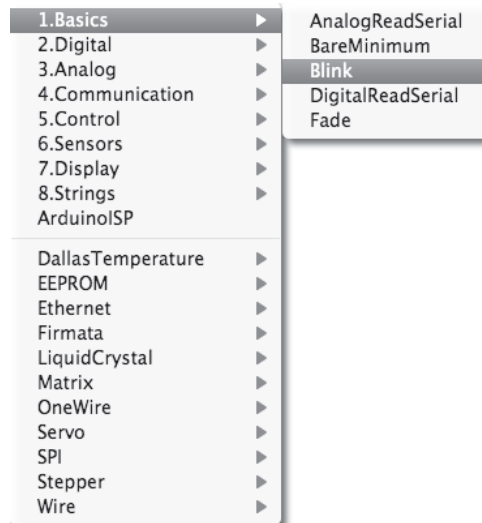 1.Basics
2.Digital
3.Analog
4.Communication
5.Control
6.Sensors
7.Display
8.Strings
ArduinoISP
DallasTemperature
EEPROM
Ethernet
Firmata
LiquidCrystal
Matrix
OneWire
Servo
SPI
Stepper
Wire
AnalogReadSerial
BareMinimum
Blink
DigitalReadSerial
Fade